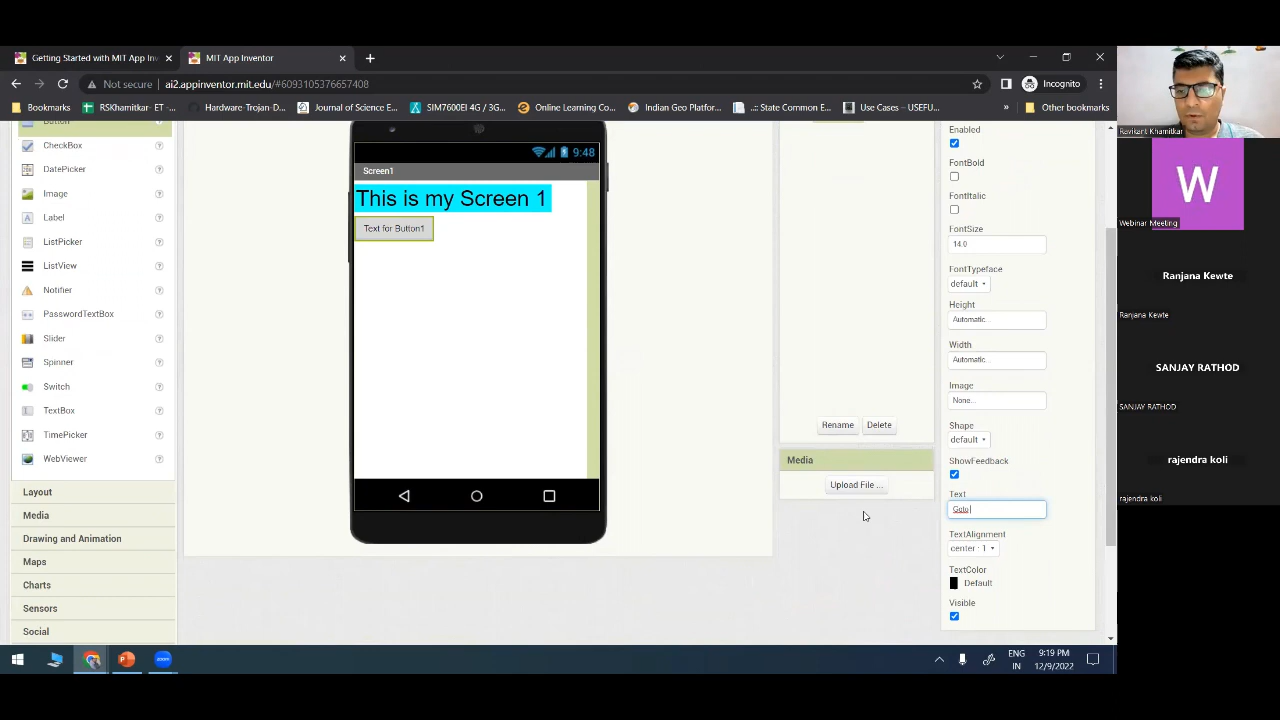 Getting Started with MIT App Inv
MIT App Inventor
Not secure
ai2.appinventor.mit.edu/#6093105376657408
Incognito
Bookmarks
RSKhamitkar- ET -...
Hardware-Trojan-D...
Journal of Science E...
SIM7600EI 4G / 3G...
Online Learning Co...
Indian Geo Platfor...
..:: State Common E...
Use Cases – USEFU...
»
Other bookmarks
Button
CheckBox
DatePicker
Image
Label
ListPicker
ListView
Notifier
PasswordTextBox
Slider
Spinner
Switch
TextBox
TimePicker
WebViewer
Layout
Media
Drawing and Animation
Maps
Charts
Sensors
Social
9:48
Screen1
This is my Screen 1
Text for Button1
Rename
Delete
Media
Upload File ...
Enabled
FontBold
FontItalic
FontSize
14.0
FontTypeface
default
Height
Automatic...
Width
Automatic...
Image
None...
Shape
default
ShowFeedback
Text
Goto
TextAlignment
center : 1
TextColor
Default
Visible
Ravikant Khamitkar
W
Webinar Meeting
Ranjana Kewte
Ranjana Kewte
SANJAY RATHOD
SANJAY RATHOD
rajendra koli
rajendra koli
zoom
ENG
IN
9:19 PM
12/9/2022